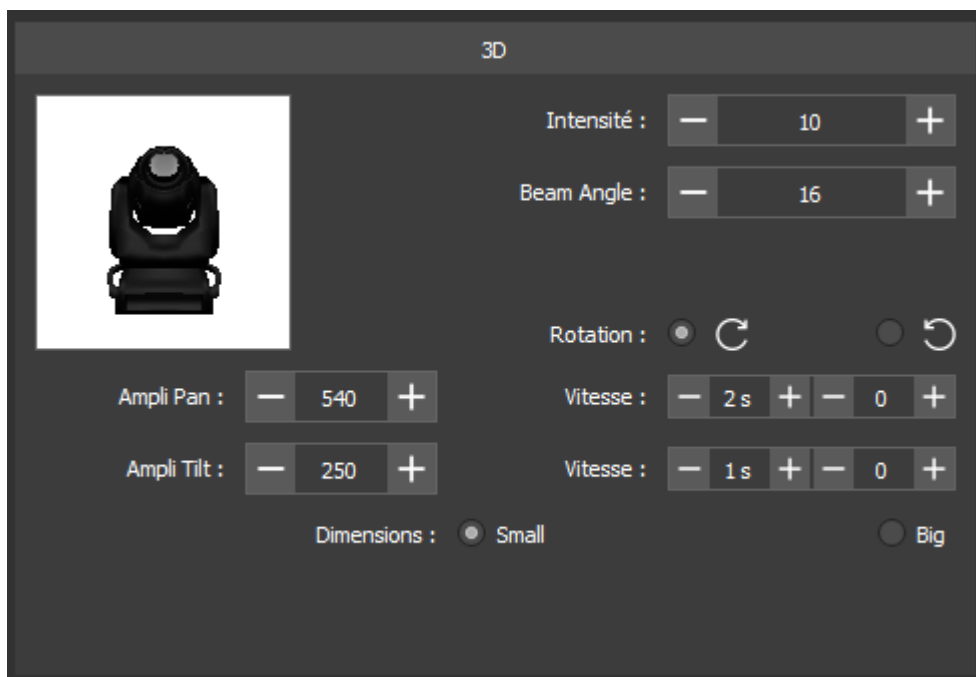 3D
Intensité : − 10 +
Beam Angle : − 16 +
Rotation :
Ampli Pan : − 540 + Vitesse : − 2 s + − 0 +
Ampli Tilt : − 250 + Vitesse : − 1 s + − 0 +
Dimensions : Small Big